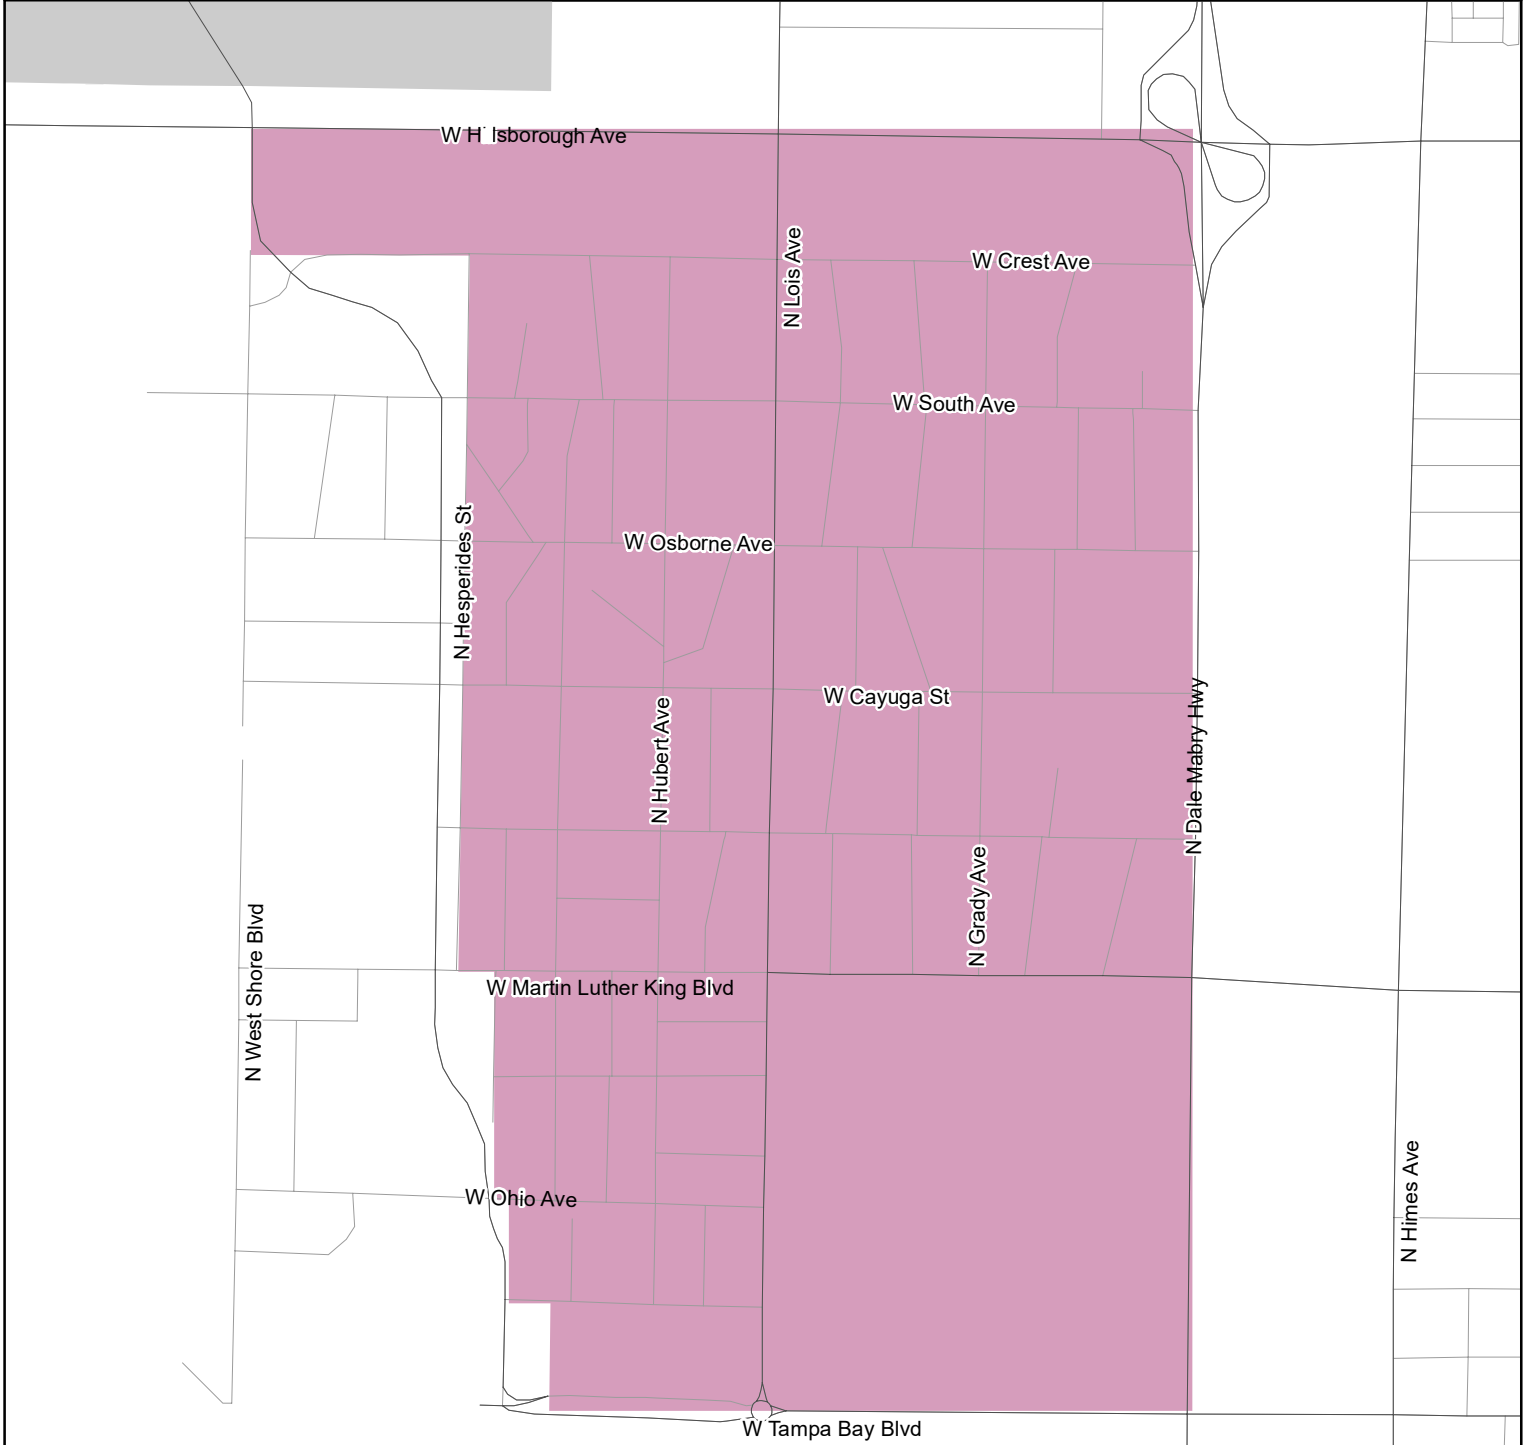 W Hillsborough Ave
N Lois Ave
W Crest Ave
W South Ave
N Hesperides St
W Osborne Ave
W Cayuga St
N Hubert Ave
N Dale Mabry Hwy
N Grady Ave
N West Shore Blvd
W Martin Luther King Blvd
W Ohio Ave
N Himes Ave
W Tampa Bay Blvd